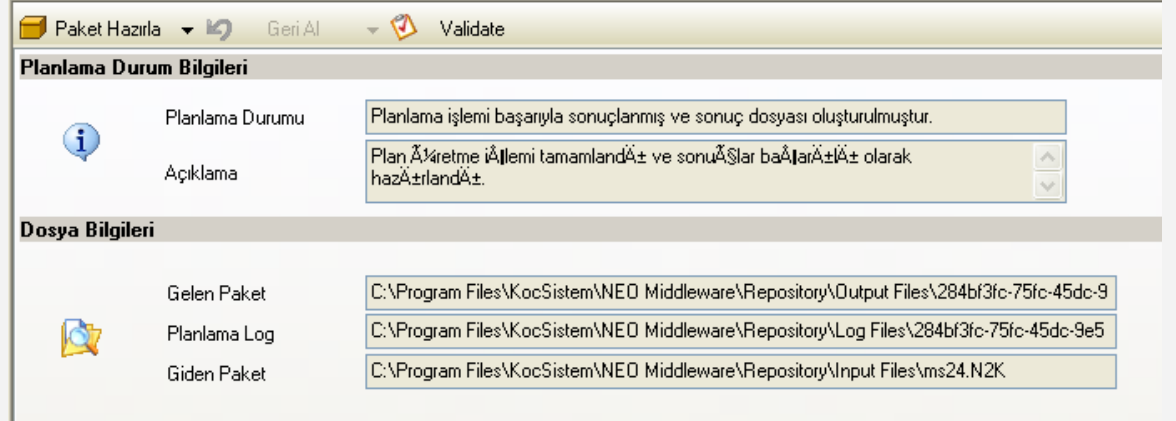 Paket Hazırla Geri Al Validate
Planlama Durum Bilgileri
Planlama Durumu Planlama işlemi başarıyla sonuçlanmış ve sonuç dosyası oluşturulmuştur.
Açıklama Plan Ã¼retme iÅŸlemi tamamlandÄ± ve sonuÃ§lar baÅŸarÄ±lÄ± olarak
hazÄ±rlandÄ±.
Dosya Bilgileri
Gelen Paket C:\Program Files\KocSistem\NEO Middleware\Repository\Output Files\284bf3fc-75fc-45dc-9
Planlama Log C:\Program Files\KocSistem\NEO Middleware\Repository\Log Files\284bf3fc-75fc-45dc-9e5
Giden Paket C:\Program Files\KocSistem\NEO Middleware\Repository\Input Files\ms24.N2K